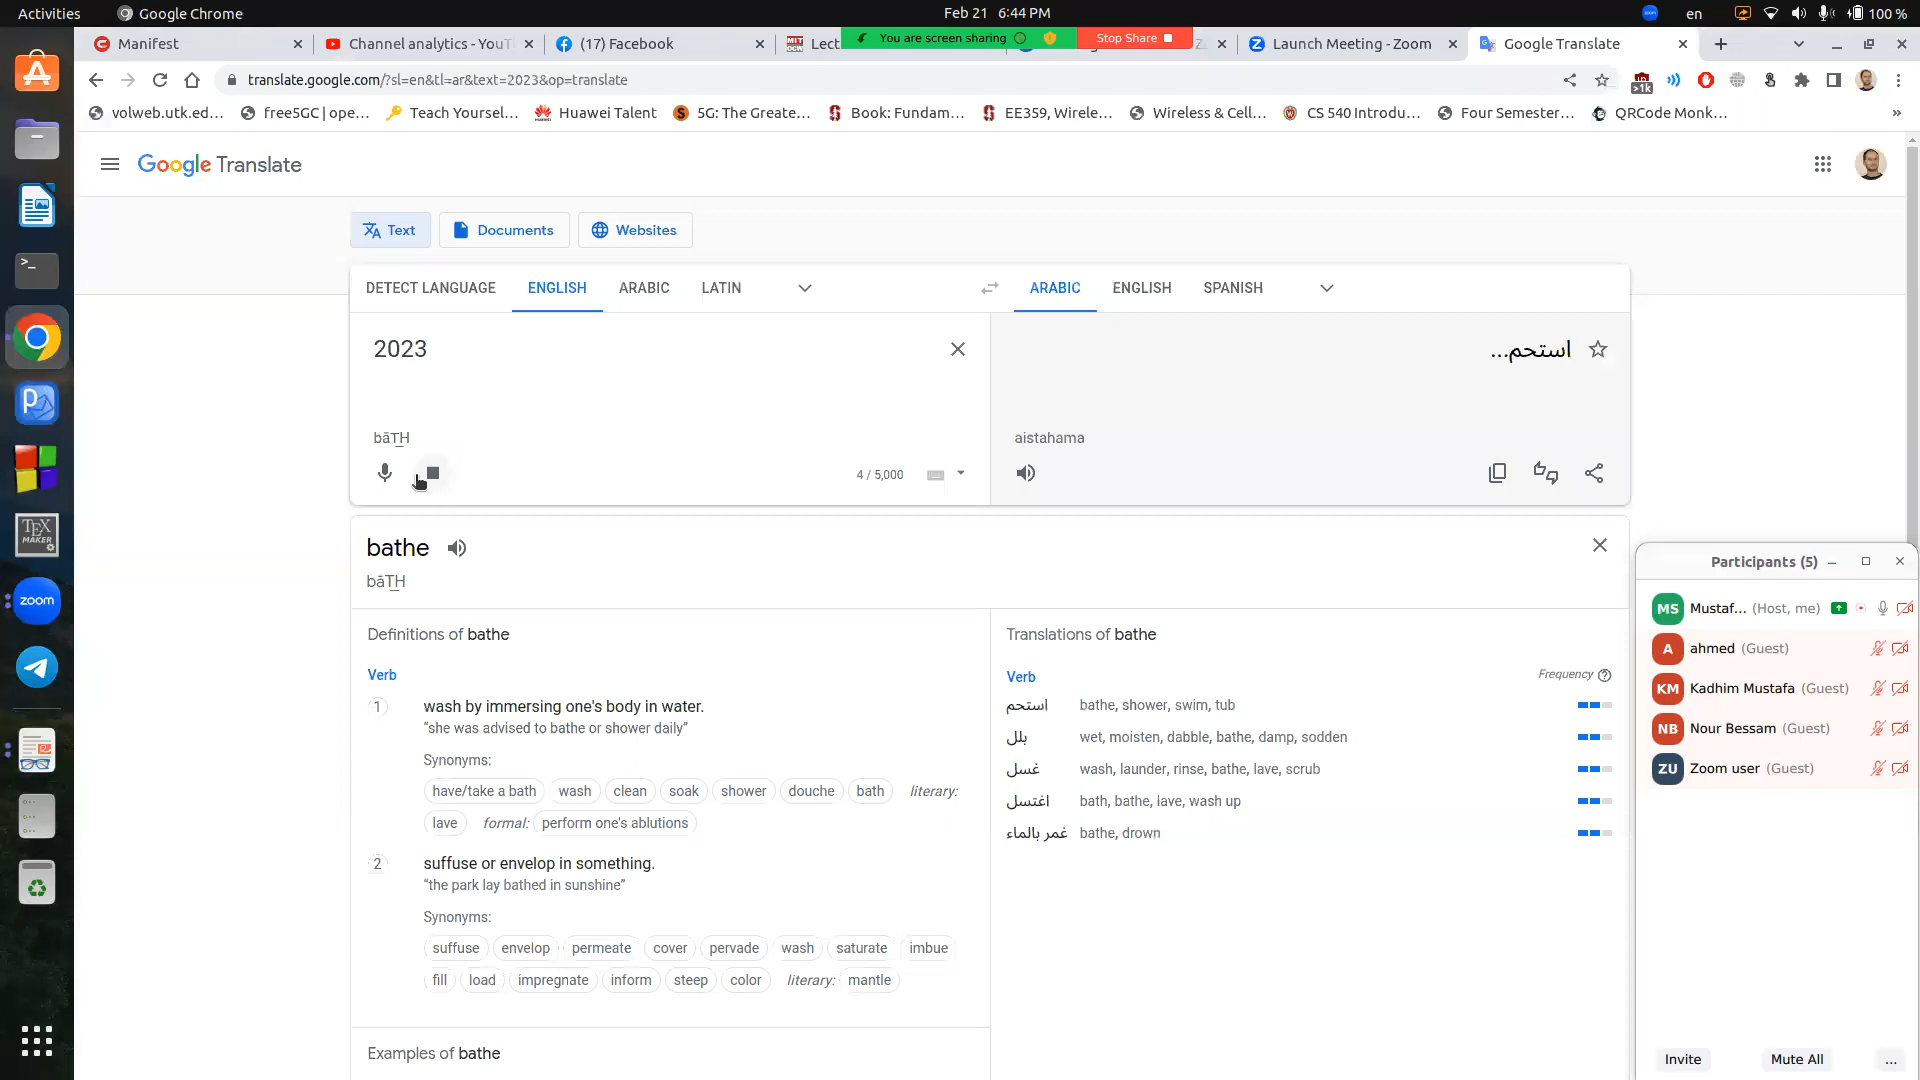 Activities
Google Chrome
Feb 21 6:44 PM
en
100 %
Manifest
Channel analytics - YouT
(17) Facebook
Lect
You are screen sharing
Stop Share
Launch Meeting - Zoom
Google Translate
translate.google.com/?sl=en&tl=ar&text=2023&op=translate
>1k
volweb.utk.ed...
free5GC | ope...
Teach Yoursel...
Huawei Talent
5G: The Greate...
Book: Fundam...
EE359, Wirele...
Wireless & Cell...
CS 540 Introdu...
Four Semester...
QRCode Monk...
»
Google Translate
Text
Documents
Websites
DETECT LANGUAGE
ENGLISH
ARABIC
LATIN
ARABIC
ENGLISH
SPANISH
2023
استحم...
bāT͟H
aistahama
4 / 5,000
bathe
bāT͟H
Definitions of bathe
Translations of bathe
Verb
1
wash by immersing one's body in water.
“she was advised to bathe or shower daily”
Synonyms:
have/take a bath
wash
clean
soak
shower
douche
bath
literary:
lave
formal:
perform one's ablutions
2
suffuse or envelop in something.
“the park lay bathed in sunshine”
Synonyms:
suffuse
envelop
permeate
cover
pervade
wash
saturate
imbue
fill
load
impregnate
inform
steep
color
literary:
mantle
Examples of bathe
Verb
Frequency
استحم bathe, shower, swim, tub
بلل wet, moisten, dabble, bathe, damp, sodden
غسل wash, launder, rinse, bathe, lave, scrub
اغتسل bath, bathe, lave, wash up
غمر بالماء bathe, drown
Participants (5)
MS Mustaf... (Host, me)
A ahmed (Guest)
KM Kadhim Mustafa (Guest)
NB Nour Bessam (Guest)
ZU Zoom user (Guest)
Invite
Mute All
...
zoom
TEX
MAKER